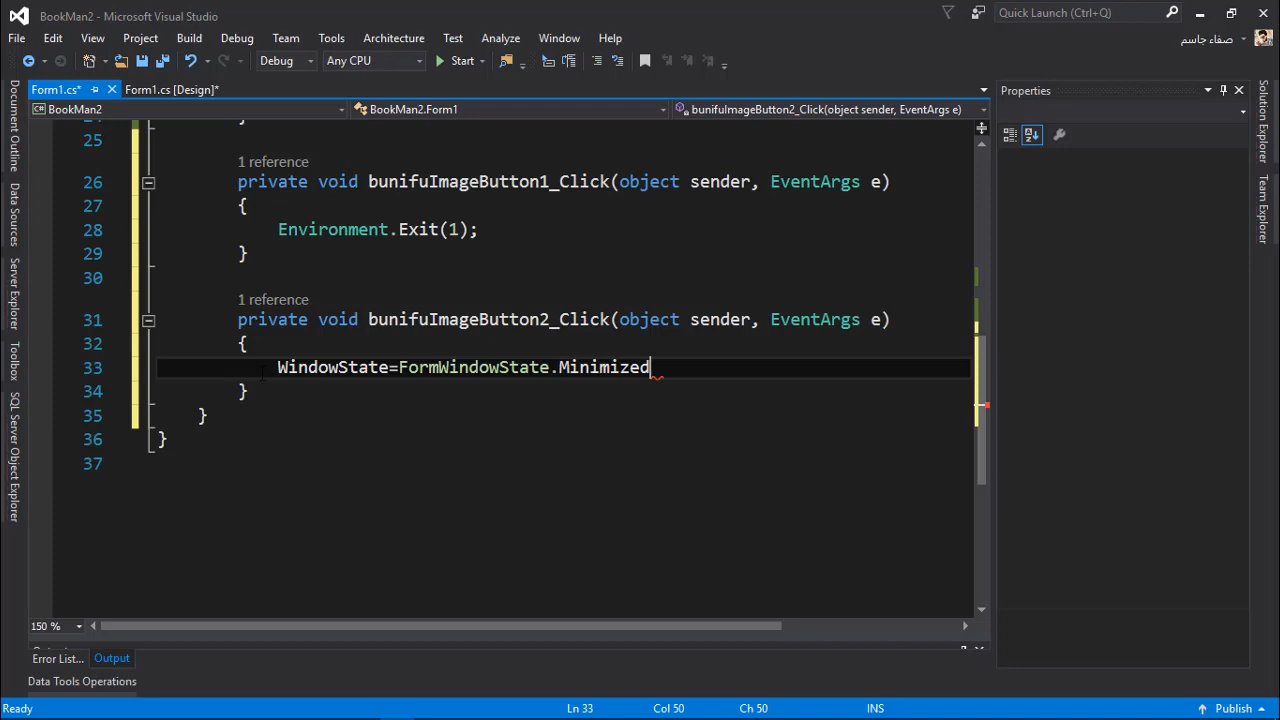 BookMan2 - Microsoft Visual Studio
Quick Launch (Ctrl+Q)
File Edit View Project Build Debug Team Tools Architecture Test Analyze Window Help
صفاء جاسم
Debug Any CPU Start
Form1.cs* Form1.cs [Design]*
Properties
BookMan2 BookMan2.Form1 bunifuImageButton2_Click(object sender, EventArgs e)
Document Outline
Data Sources
Server Explorer
Toolbox
SQL Server Object Explorer
Solution Explorer
Team Explorer
25
1 reference
26 private void bunifuImageButton1_Click(object sender, EventArgs e)
27 {
28 Environment.Exit(1);
29 }
30
1 reference
31 private void bunifuImageButton2_Click(object sender, EventArgs e)
32 {
33 WindowState=FormWindowState.Minimized
34 }
35 }
36 }
37
150 %
Error List... Output
Data Tools Operations
Ready Ln 33 Col 50 Ch 50 INS Publish